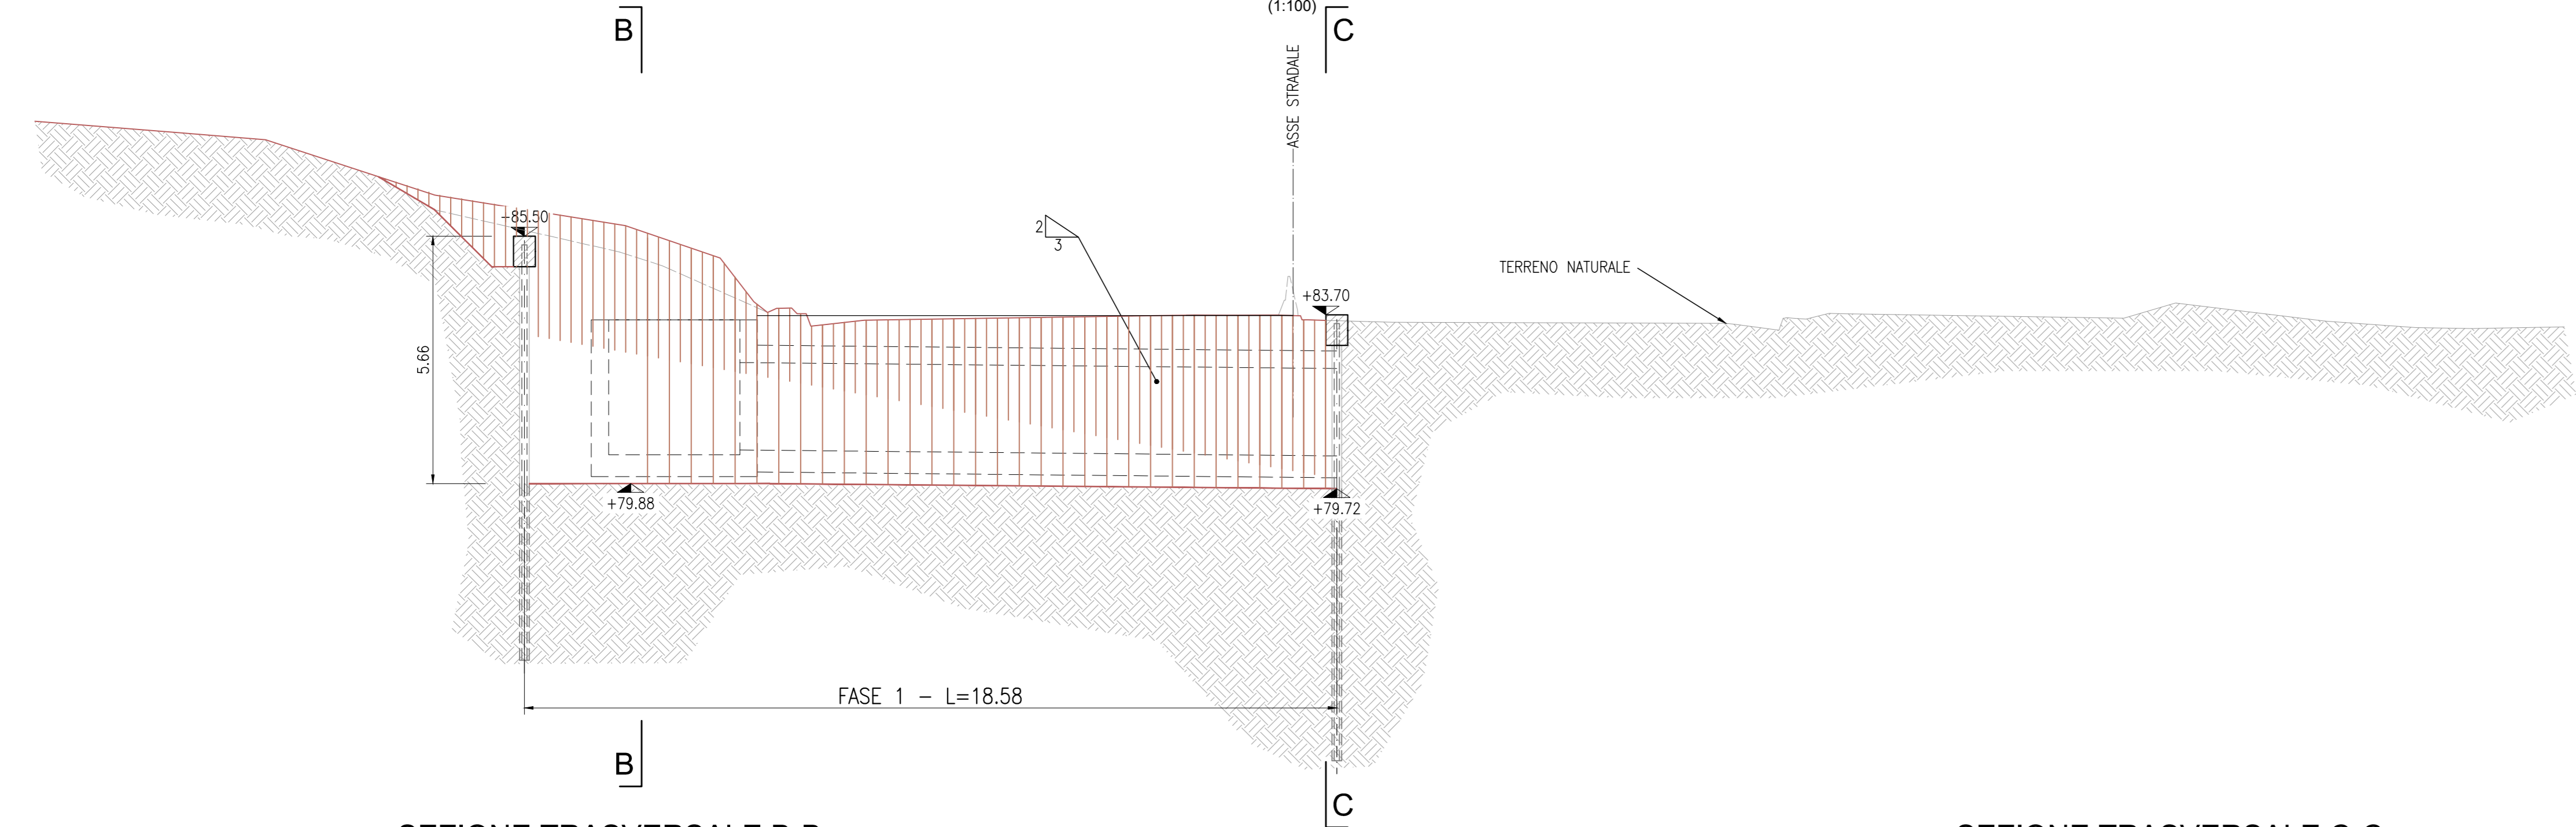 (1:100)
B
C
ASSE STRADALE
85.50
2
3
+83.70
TERRENO NATURALE
5.66
+79.88
+79.72
FASE 1 - L=18.58
B
C